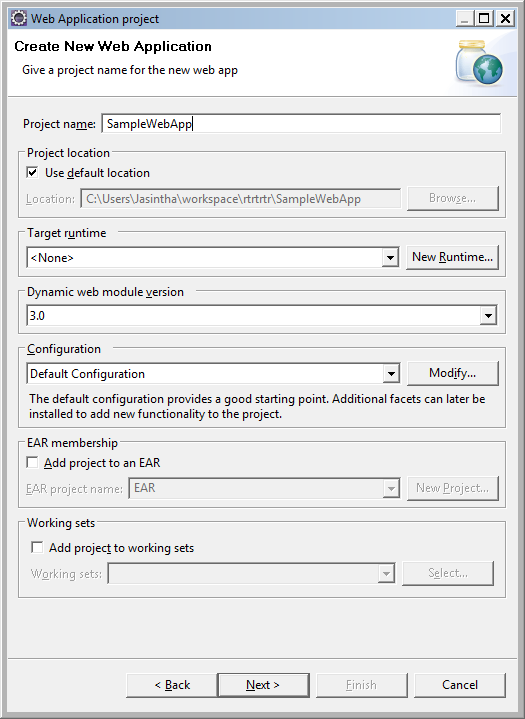 Web Application project
Create New Web Application
Give a project name for the new web app
Project name: SampleWebApp
Project location
Use default location
Location: C:\Users\Jasintha\workspace\rtrtrtr\SampleWebApp Browse...
Target runtime
<None> New Runtime...
Dynamic web module version
3.0
Configuration
Default Configuration Modify...
The default configuration provides a good starting point. Additional facets can later be
installed to add new functionality to the project.
EAR membership
Add project to an EAR
EAR project name: EAR New Project...
Working sets
Add project to working sets
Working sets: Select...
< Back Next > Finish Cancel